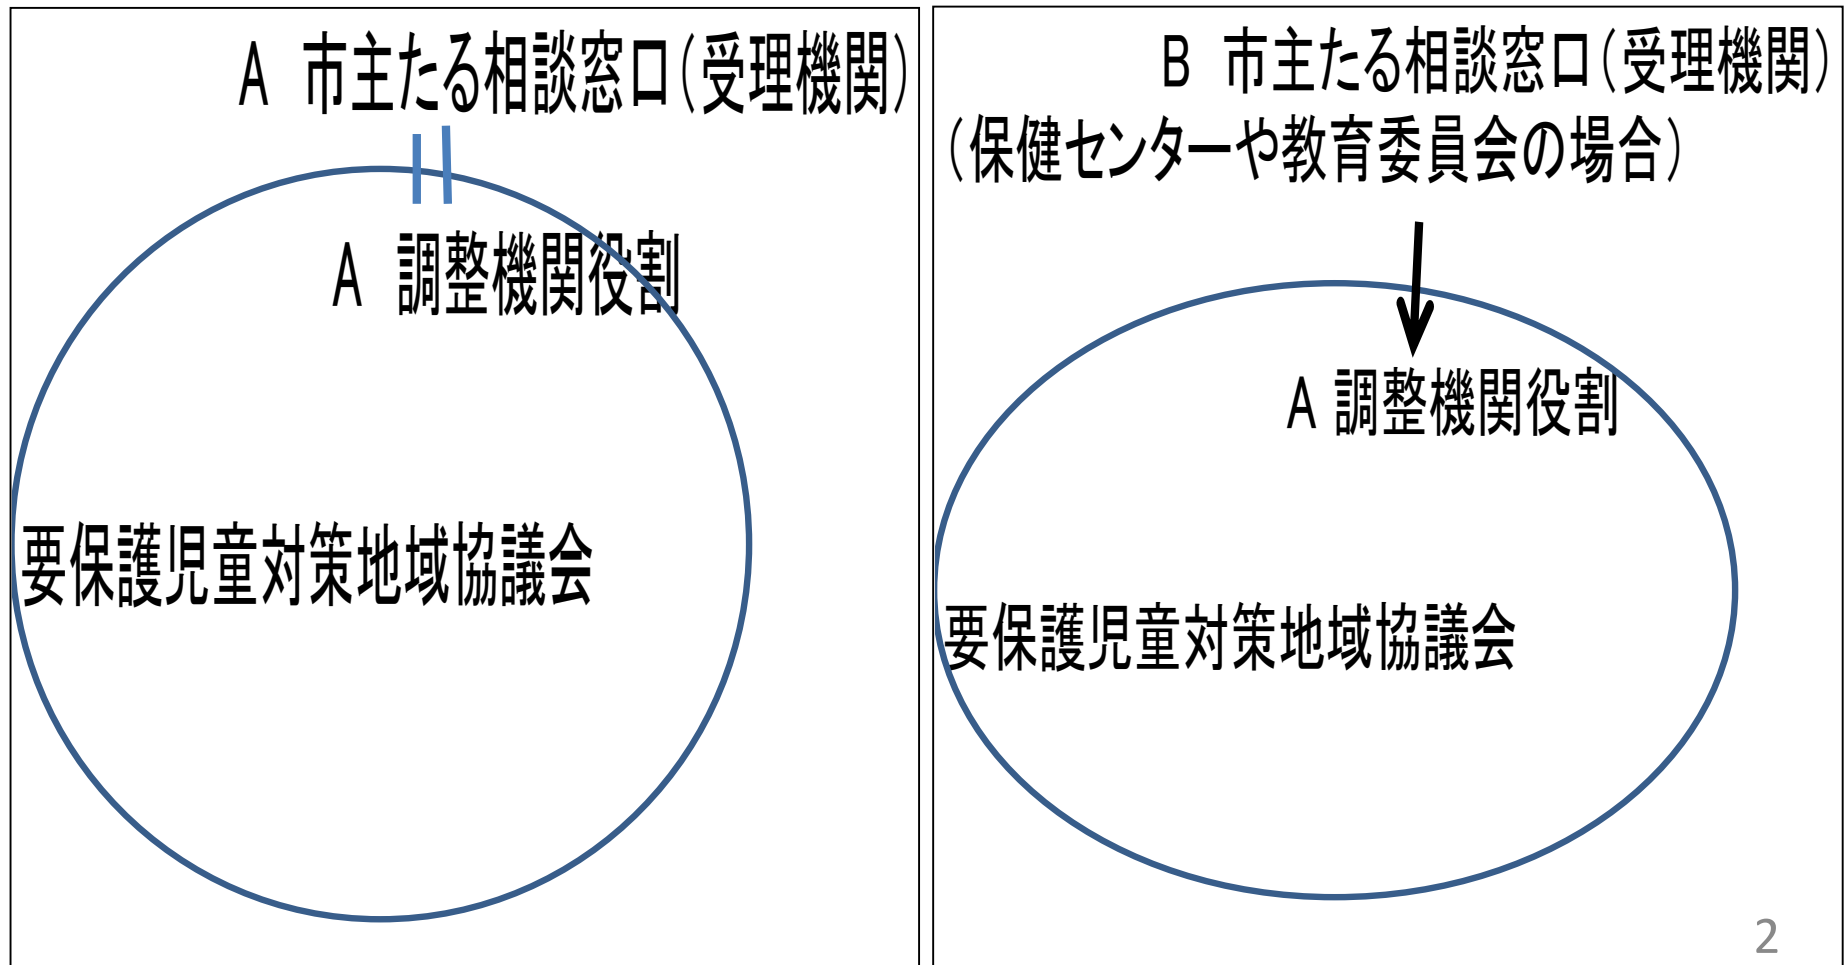 A　市主たる相談窓口（受理機関）
A　調整機関役割
要保護児童対策地域協議会
B　市主たる相談窓口（受理機関）
（保健センターや教育委員会の場合）
A 調整機関役割
要保護児童対策地域協議会
2